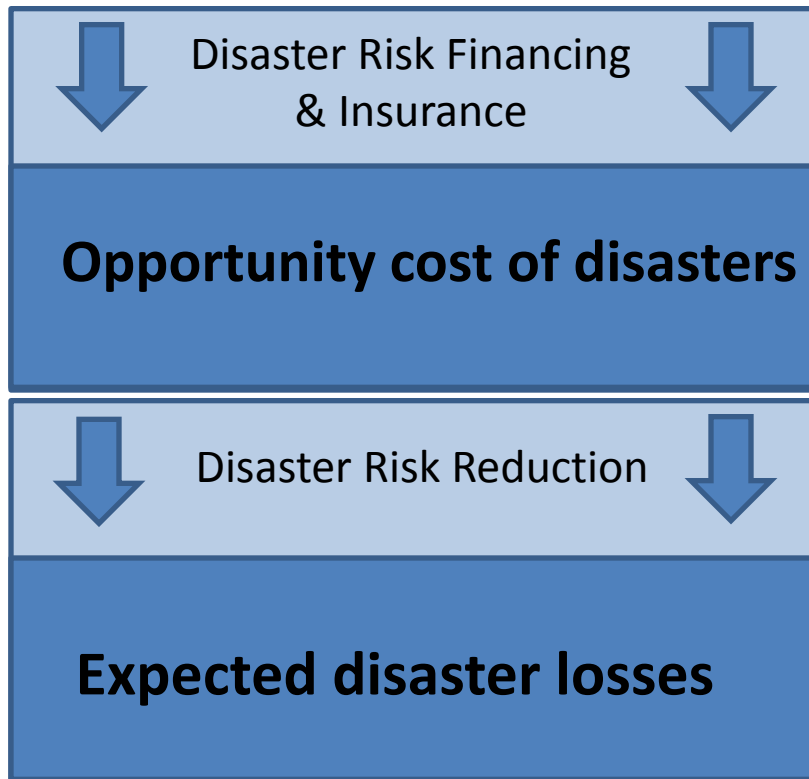 Disaster Risk Financing
& Insurance
Opportunity cost of disasters
Disaster Risk Reduction
Expected disaster losses